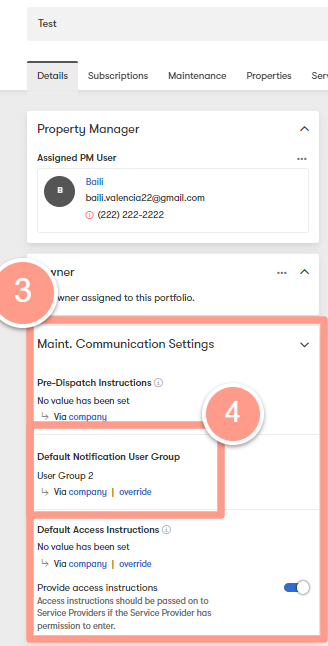 Test
Details Subscriptions Maintenance Properties Serv
Property Manager
Assigned PM User
B
Baili
baili.valencia22@gmail.com
(222) 222-2222
wner
3
wner assigned to this portfolio.
Maint. Communication Settings
Pre-Dispatch Instructions
No value has been set
Via company
4
Default Notification User Group
User Group 2
Via company | override
Default Access Instructions
No value has been set
Via company | override
Provide access instructions
Access instructions should be passed on to
Service Providers if the Service Provider has
permission to enter.